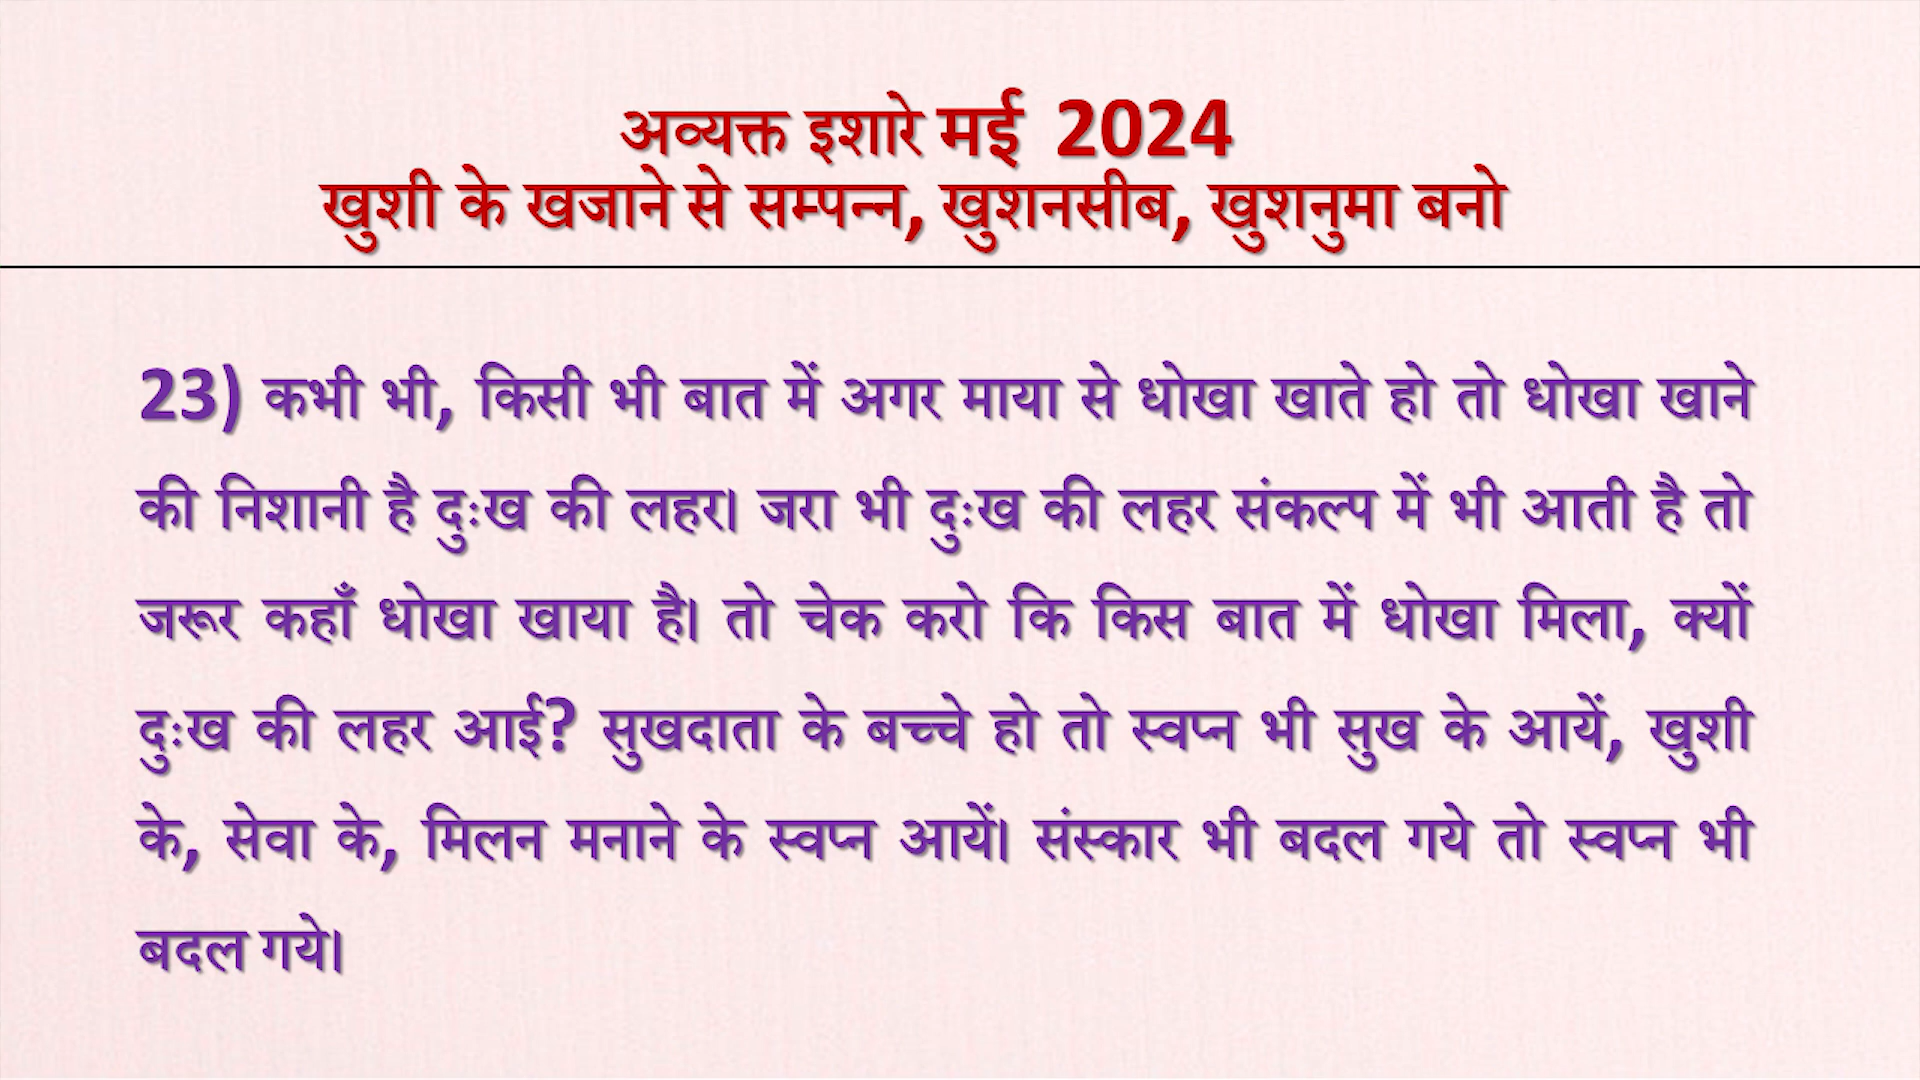 अव्यक्त इशारे मई 2024
खुशी के खजाने से सम्पन्न, खुशनसीब, खुशनुमा बनो
23) कभी भी, किसी भी बात में अगर माया से धोखा खाते हो तो धोखा खाने
की निशानी है दुःख की लहर। जरा भी दुःख की लहर संकल्प में भी आती है तो
जरूर कहाँ धोखा खाया है। तो चेक करो कि किस बात में धोखा मिला, क्यों
दुःख की लहर आई? सुखदाता के बच्चे हो तो स्वप्न भी सुख के आयें, खुशी
के, सेवा के, मिलन मनाने के स्वप्न आयें। संस्कार भी बदल गये तो स्वप्न भी
बदल गये।